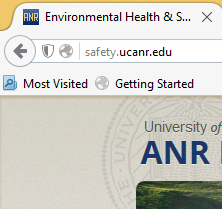 ANR Environmental Health & S...
safety.ucanr.edu
Most Visited Getting Started
University of
ANR